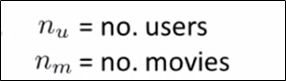 n_u = no. users
n_m = no. movies